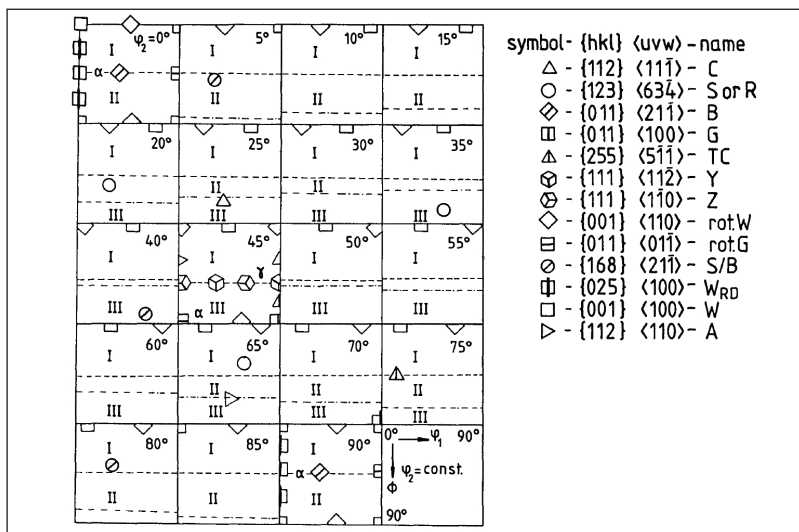 φ₂=0° 5° 10° 15°
I I I I
α
II II II II
20° 25° 30° 35°
I I I I
II II
III III III III
40° 45° 50° 55°
I I I I
γ
III α III III III
60° 65° 70° 75°
I I I I
II II II
III III III III
80° 85° 90° 0° → φ₁ 90°
I I I
α φ₂=const.
II II II Φ
90°
symbol - {hkl} ⟨uvw⟩ - name
△ - {112} ⟨111̄⟩ - C
○ - {123} ⟨634̄⟩ - S or R
- {011} ⟨211̄⟩ - B
- {011} ⟨100⟩ - G
- {255} ⟨51̄1̄⟩ - TC
- {111} ⟨112̄⟩ - Y
- {111} ⟨11̄0⟩ - Z
◇ - {001} ⟨110⟩ - rot.W
- {011} ⟨011̄⟩ - rot.G
- {168} ⟨211̄⟩ - S/B
- {025} ⟨100⟩ - W_RD
□ - {001} ⟨100⟩ - W
▷ - {112} ⟨110⟩ - A